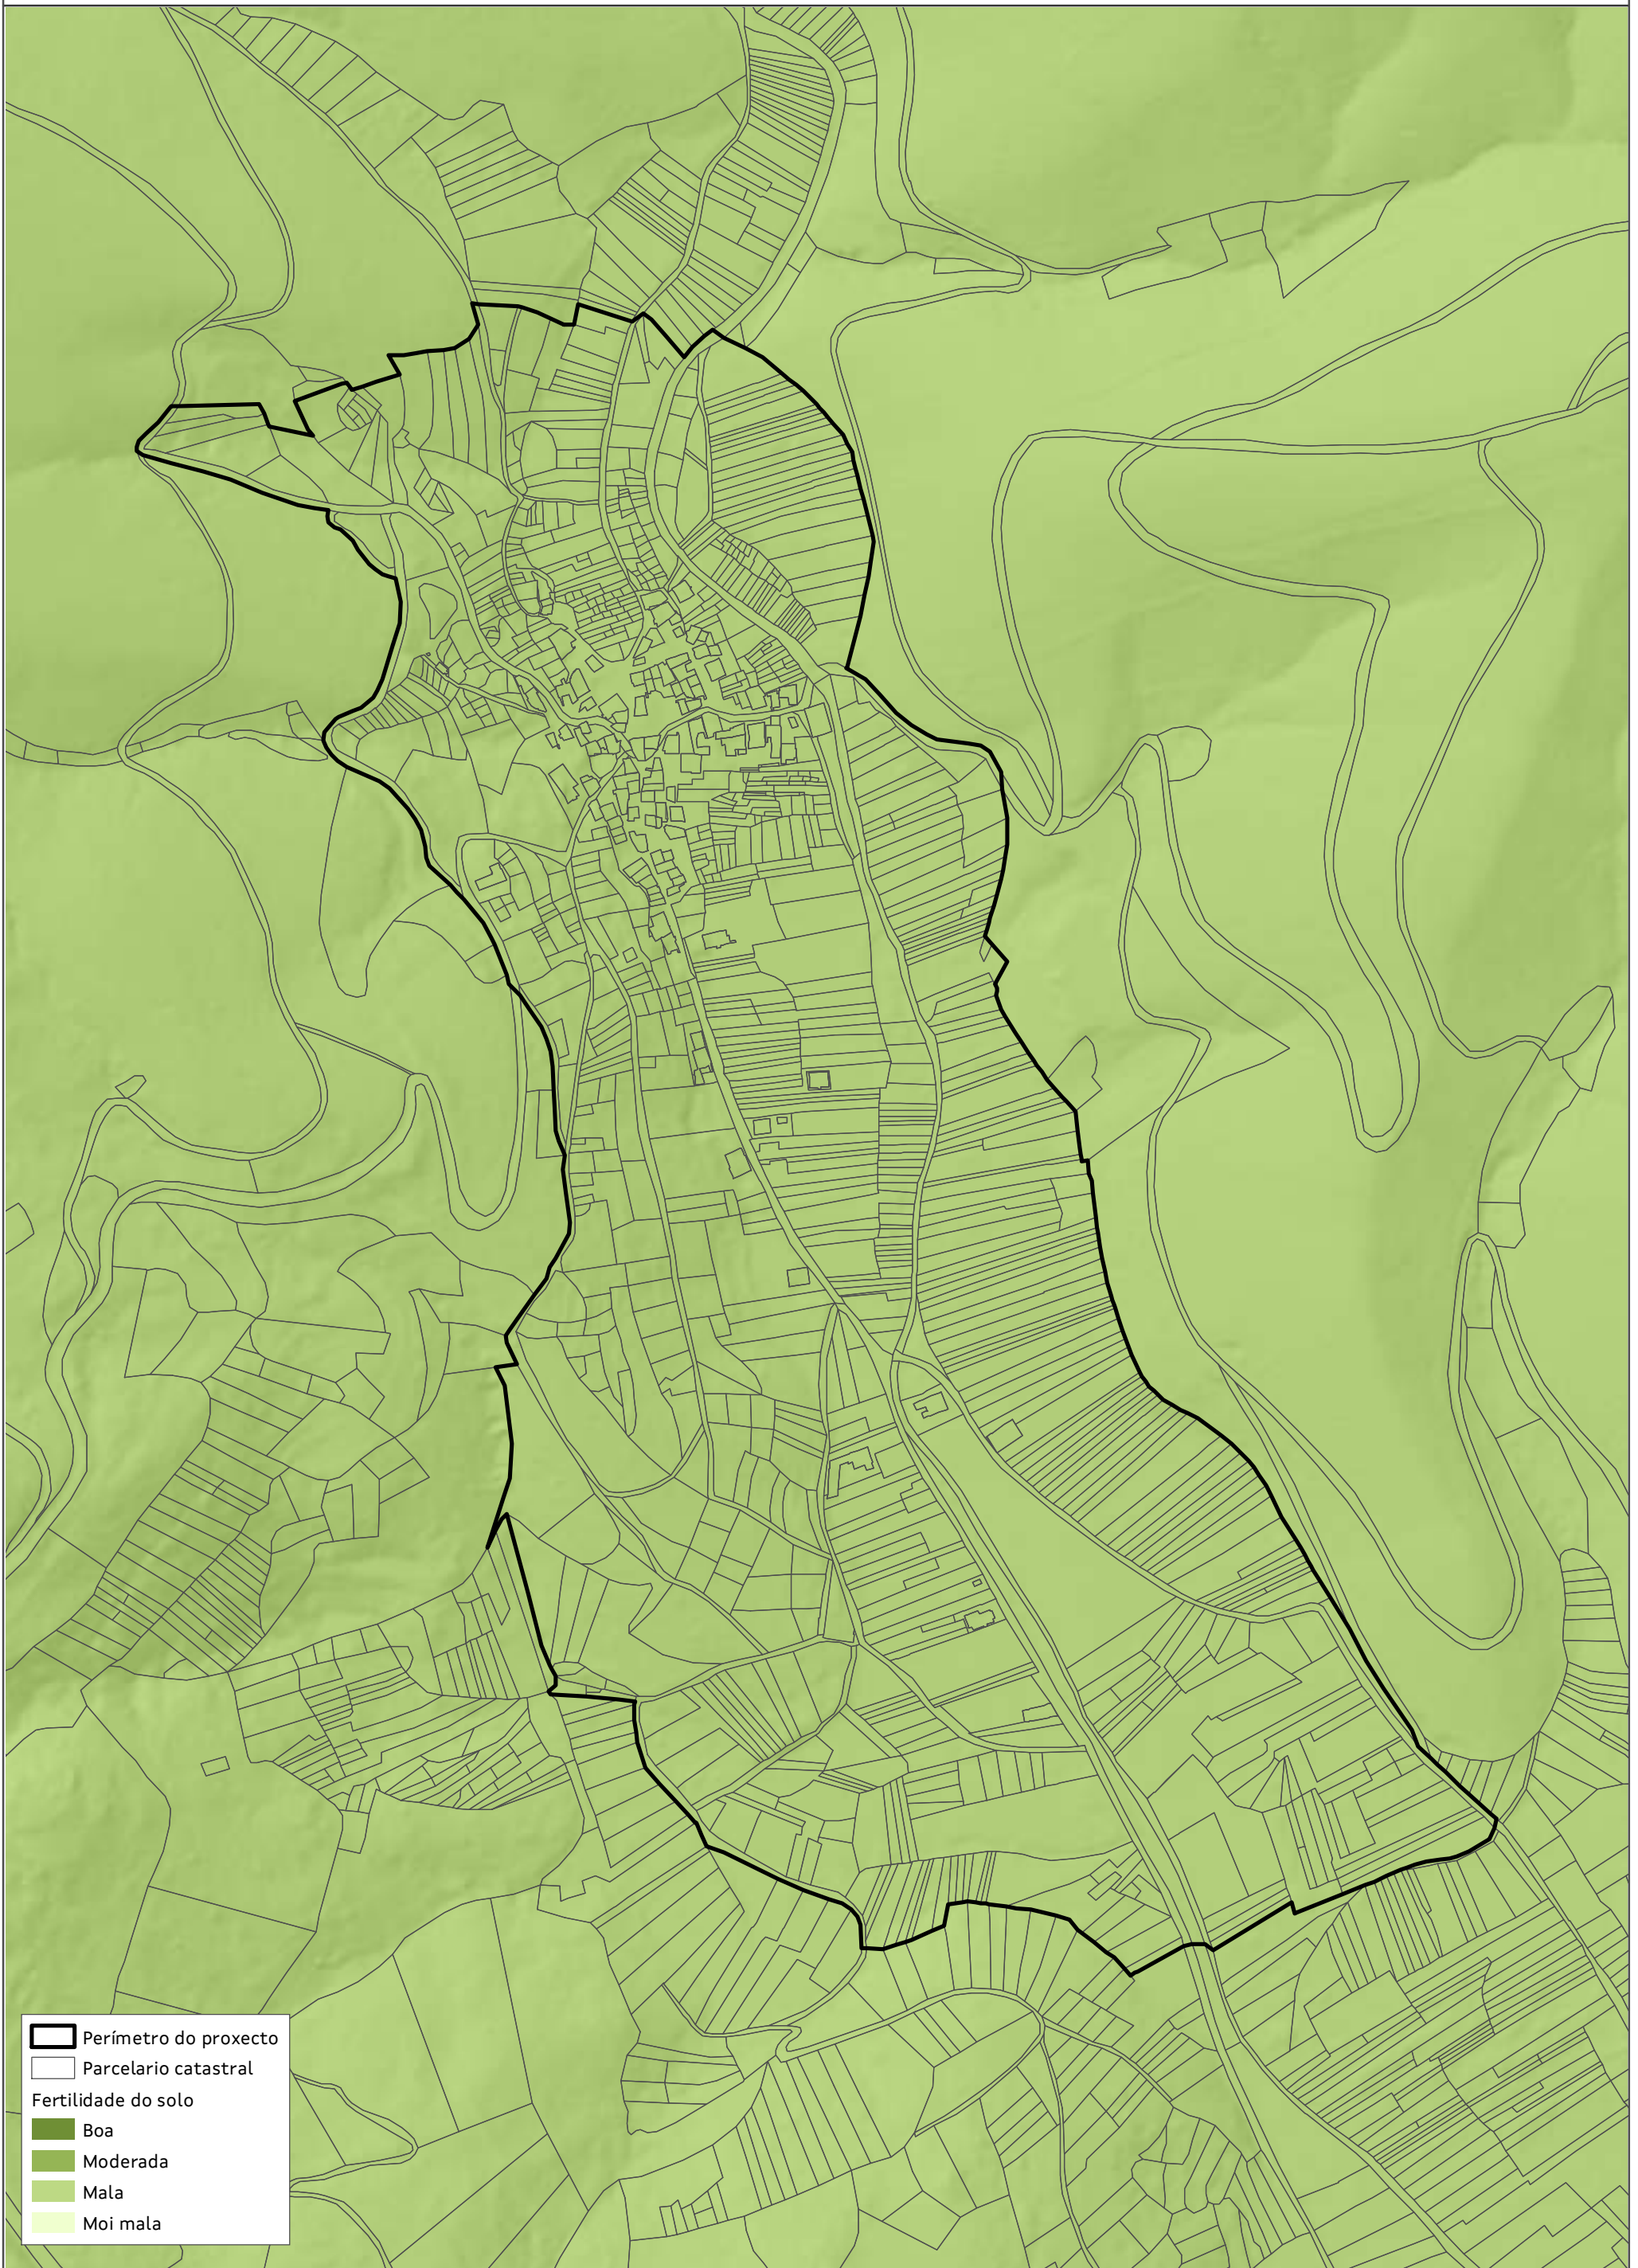 Perímetro do proxecto
Parcelario catastral
Fertilidade do solo
Boa
Moderada
Mala
Moi mala